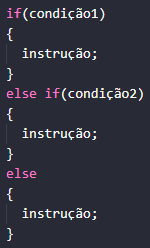 if(condição1)
{
  instrução;
}
else if(condição2)
{
  instrução;
}
else
{
  instrução;
}